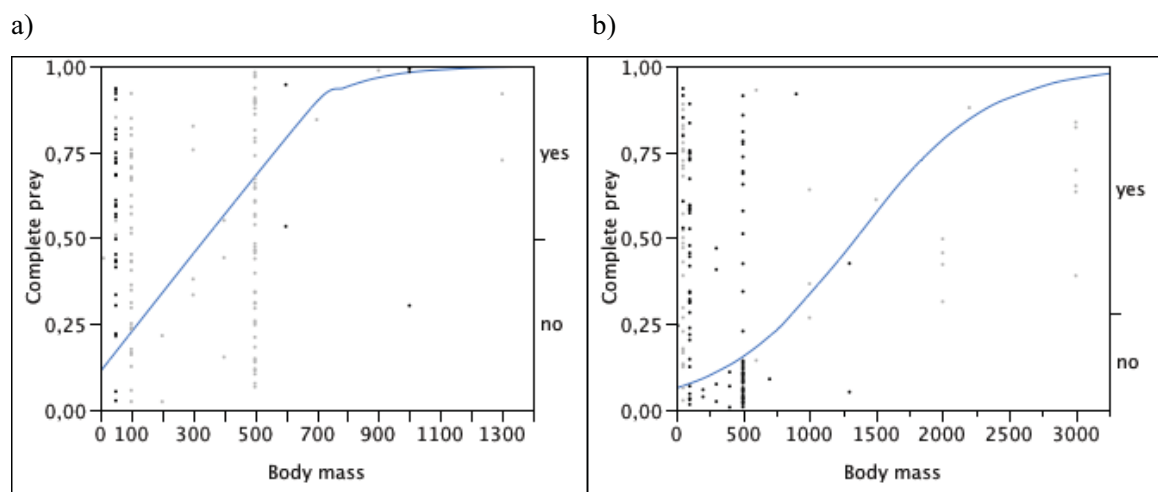 a)
b)
1,00
0,75
0,50
0,25
0,00
Complete prey
yes
no
0 100 300 500 700 900 1100 1300
Body mass
1,00
0,75
0,50
0,25
0,00
Complete prey
yes
no
0 500 1000 1500 2000 2500 3000
Body mass